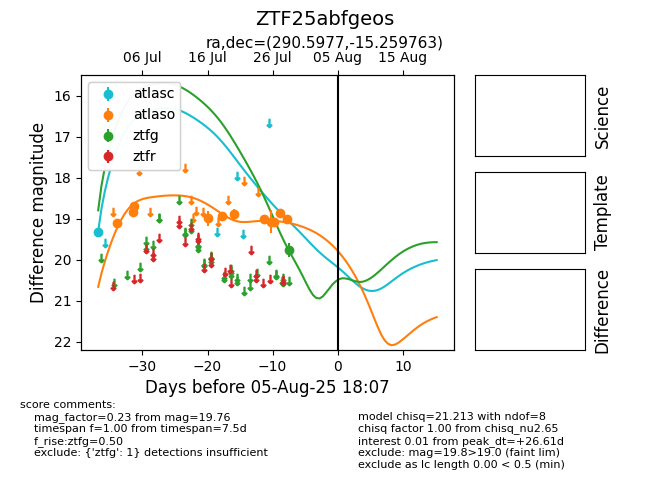 ZTF25abfgeos
ra,dec=(290.5977,-15.259763)
06 Jul 16 Jul 26 Jul 05 Aug 15 Aug
atlasc
atlaso
ztfg
ztfr
16
17
18
19
20
21
22
Difference magnitude
−30 −20 −10 0 10
Days before 05-Aug-25 18:07
Science
Template
Difference
score comments:
mag_factor=0.23 from mag=19.76
timespan f=1.00 from timespan=7.5d
f_rise:ztfg=0.50
exclude: {'ztfg': 1} detections insufficient
model chisq=21.213 with ndof=8
chisq factor 1.00 from chisq_nu2.65
interest 0.01 from peak_dt=+26.61d
exclude: mag=19.8>19.0 (faint lim)
exclude as lc length 0.00 < 0.5 (min)